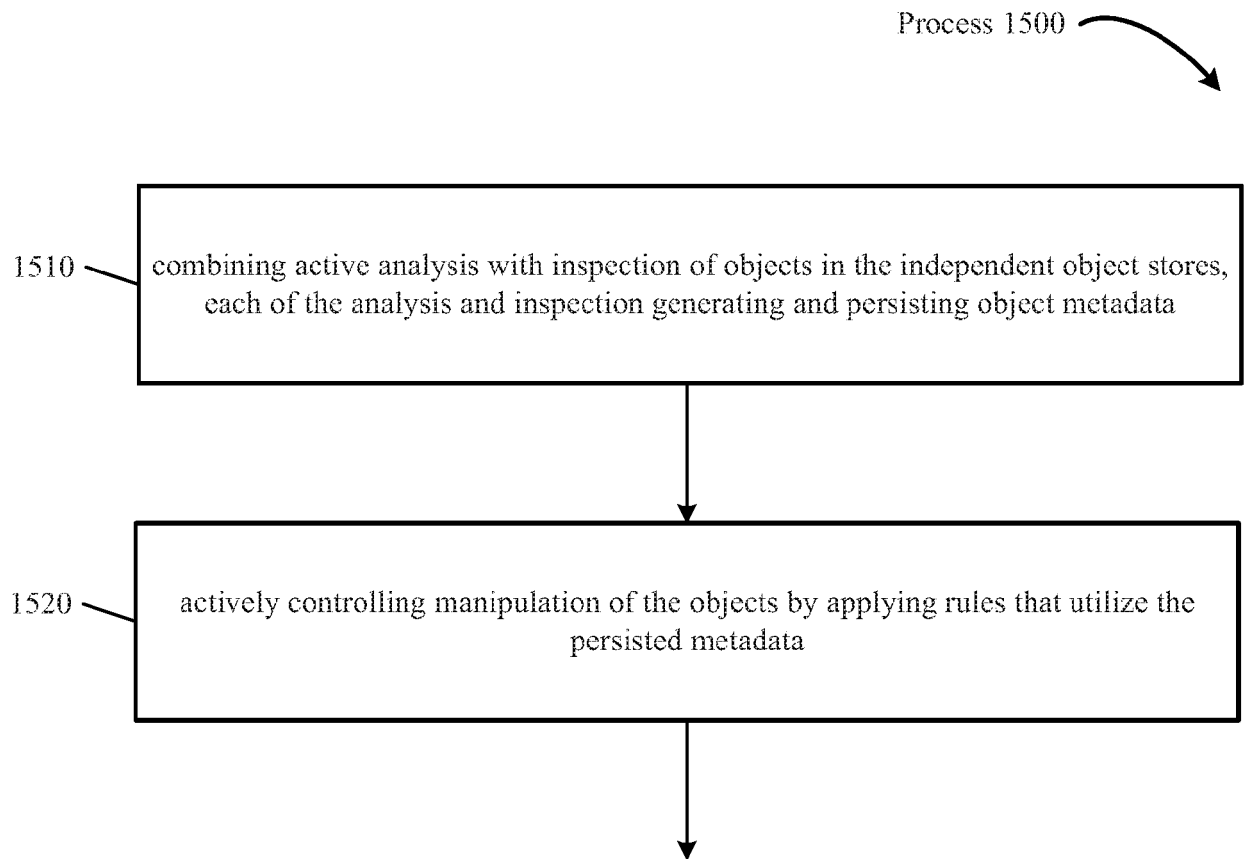 Process 1500
1510
combining active analysis with inspection of objects in the independent object stores,
each of the analysis and inspection generating and persisting object metadata
1520
actively controlling manipulation of the objects by applying rules that utilize the
persisted metadata